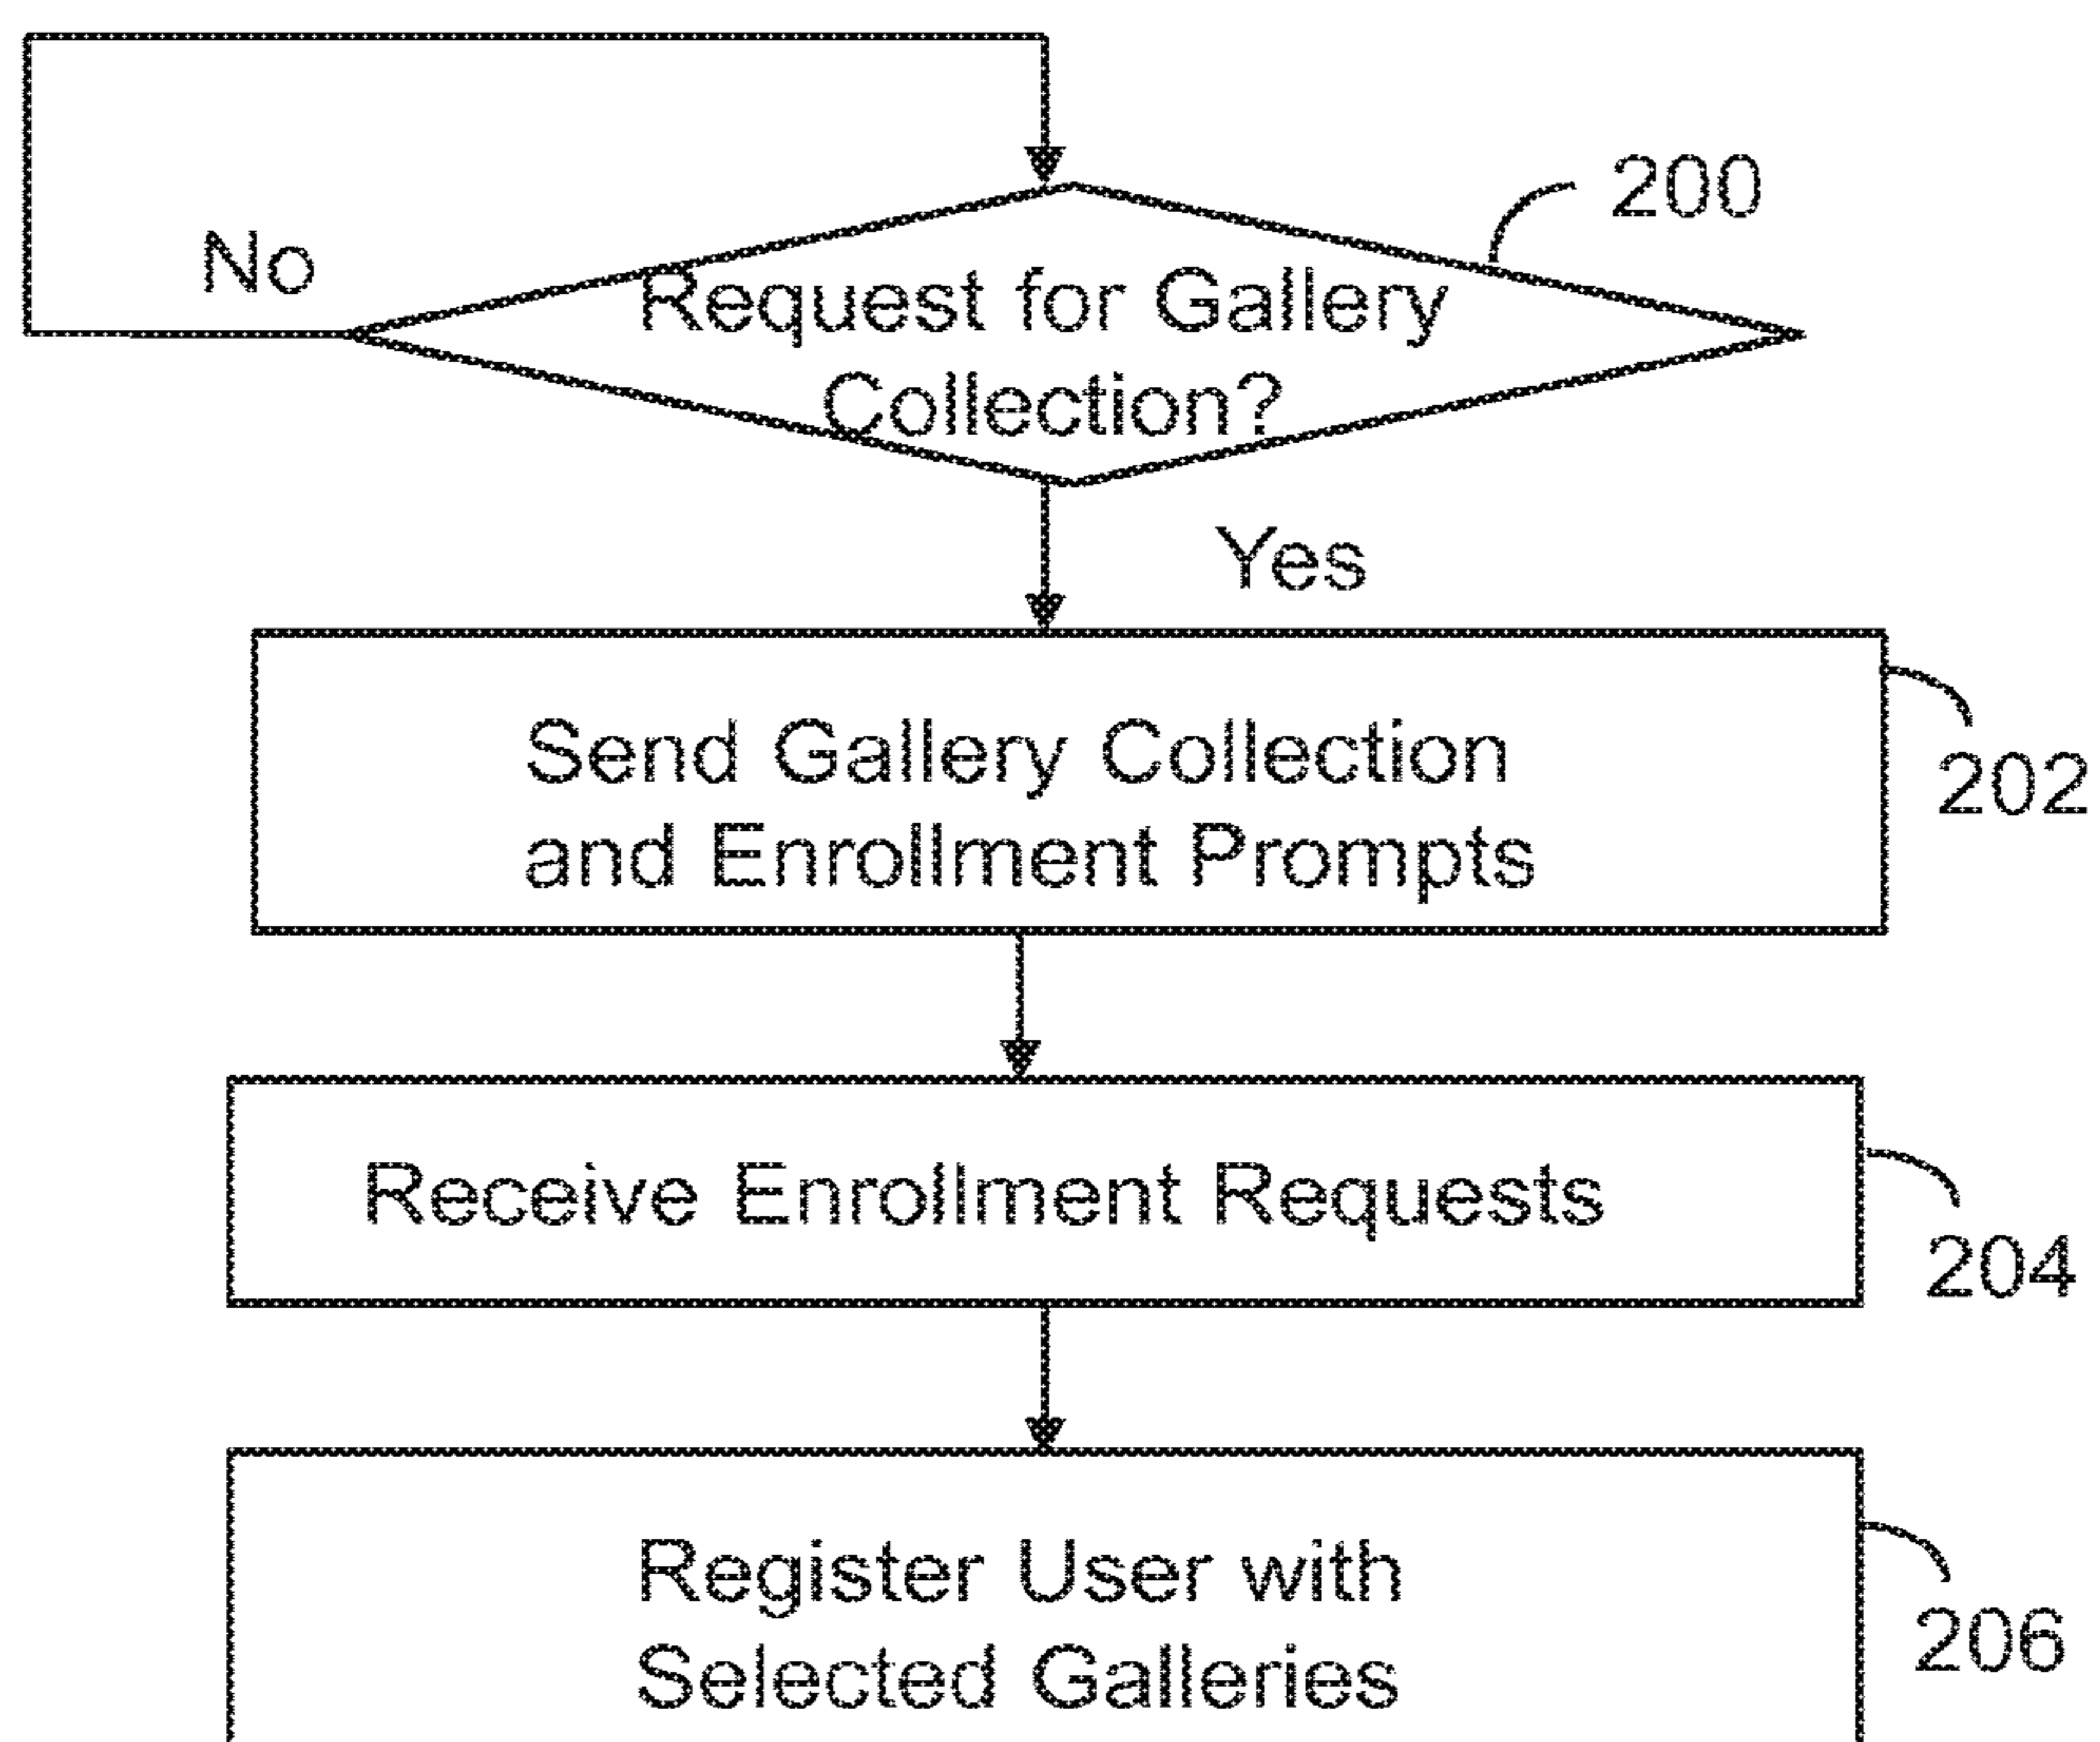 200
No
Request for Gallery
Collection?
Yes
Send Gallery Collection
and Enrollment Prompts
202
Receive Enrollment Requests
204
Register User with
Selected Galleries
206